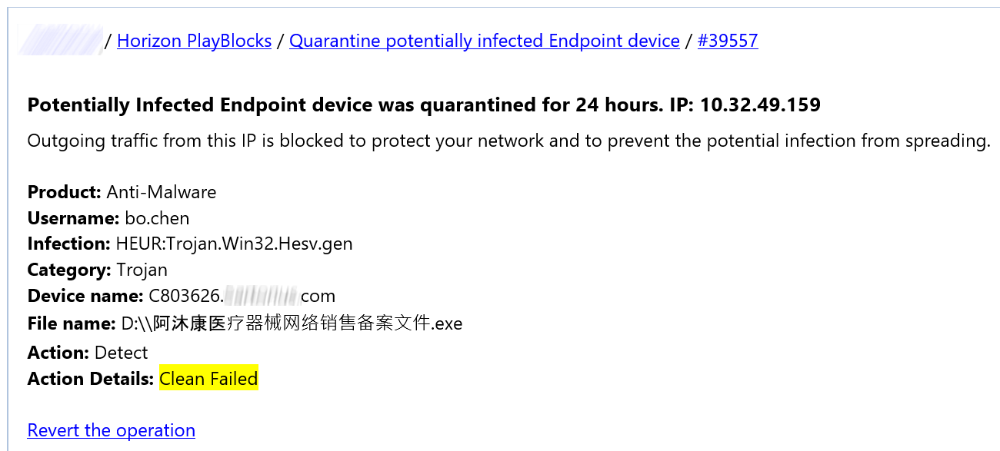 / Horizon PlayBlocks / Quarantine potentially infected Endpoint device / #39557
Potentially Infected Endpoint device was quarantined for 24 hours. IP: 10.32.49.159
Outgoing traffic from this IP is blocked to protect your network and to prevent the potential infection from spreading.
Product: Anti-Malware
Username: bo.chen
Infection: HEUR:Trojan.Win32.Hesv.gen
Category: Trojan
Device name: C803626. com
File name: D:\\阿沐康医疗器械网络销售备案文件.exe
Action: Detect
Action Details: Clean Failed
Revert the operation